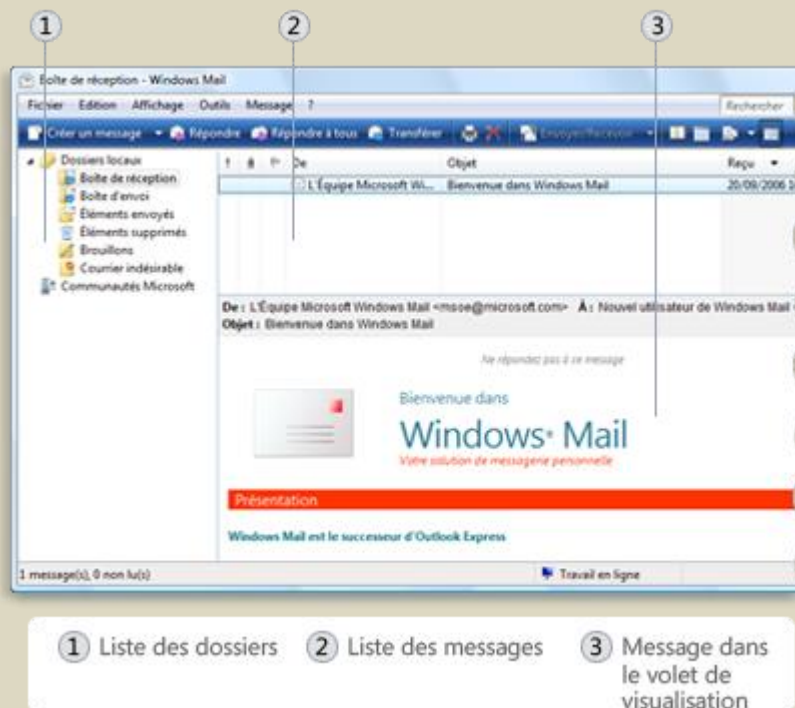 1 2 3
Boîte de réception - Windows Mail
Fichier Edition Affichage Outils Message ?
Rechercher
Créer un message Répondre Répondre à tous Transférer Envoyer/Recevoir
Dossiers locaux
Boîte de réception
Boîte d'envoi
Éléments envoyés
Éléments supprimés
Brouillons
Courrier indésirable
Communautés Microsoft
! De Objet Reçu
L'Équipe Microsoft Wi... Bienvenue dans Windows Mail 20/09/2006
De : L'Équipe Microsoft Windows Mail <msoe@microsoft.com> À : Nouvel utilisateur de Windows Mail
Objet : Bienvenue dans Windows Mail
Ne répondez pas à ce message
Bienvenue dans
Windows Mail
Votre solution de messagerie personnelle
Présentation
Windows Mail est le successeur d'Outlook Express
1 message(s), 0 non lu(s) Travail en ligne
1 Liste des dossiers 2 Liste des messages 3 Message dans
le volet de
visualisation